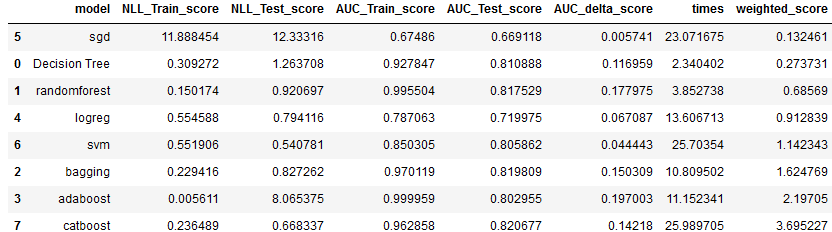 model NLL_Train_score NLL_Test_score AUC_Train_score AUC_Test_score AUC_delta_score times weighted_score
5 sgd 11.888454 12.33316 0.67486 0.669118 0.005741 23.071675 0.132461
0 Decision Tree 0.309272 1.263708 0.927847 0.810888 0.116959 2.340402 0.273731
1 randomforest 0.150174 0.920697 0.995504 0.817529 0.177975 3.852738 0.68569
4 logreg 0.554588 0.794116 0.787063 0.719975 0.067087 13.606713 0.912839
6 svm 0.551906 0.540781 0.850305 0.805862 0.044443 25.70354 1.142343
2 bagging 0.229416 0.827262 0.970119 0.819809 0.150309 10.809502 1.624769
3 adaboost 0.005611 8.065375 0.999959 0.802955 0.197003 11.152341 2.19705
7 catboost 0.236489 0.668337 0.962858 0.820677 0.14218 25.989705 3.695227